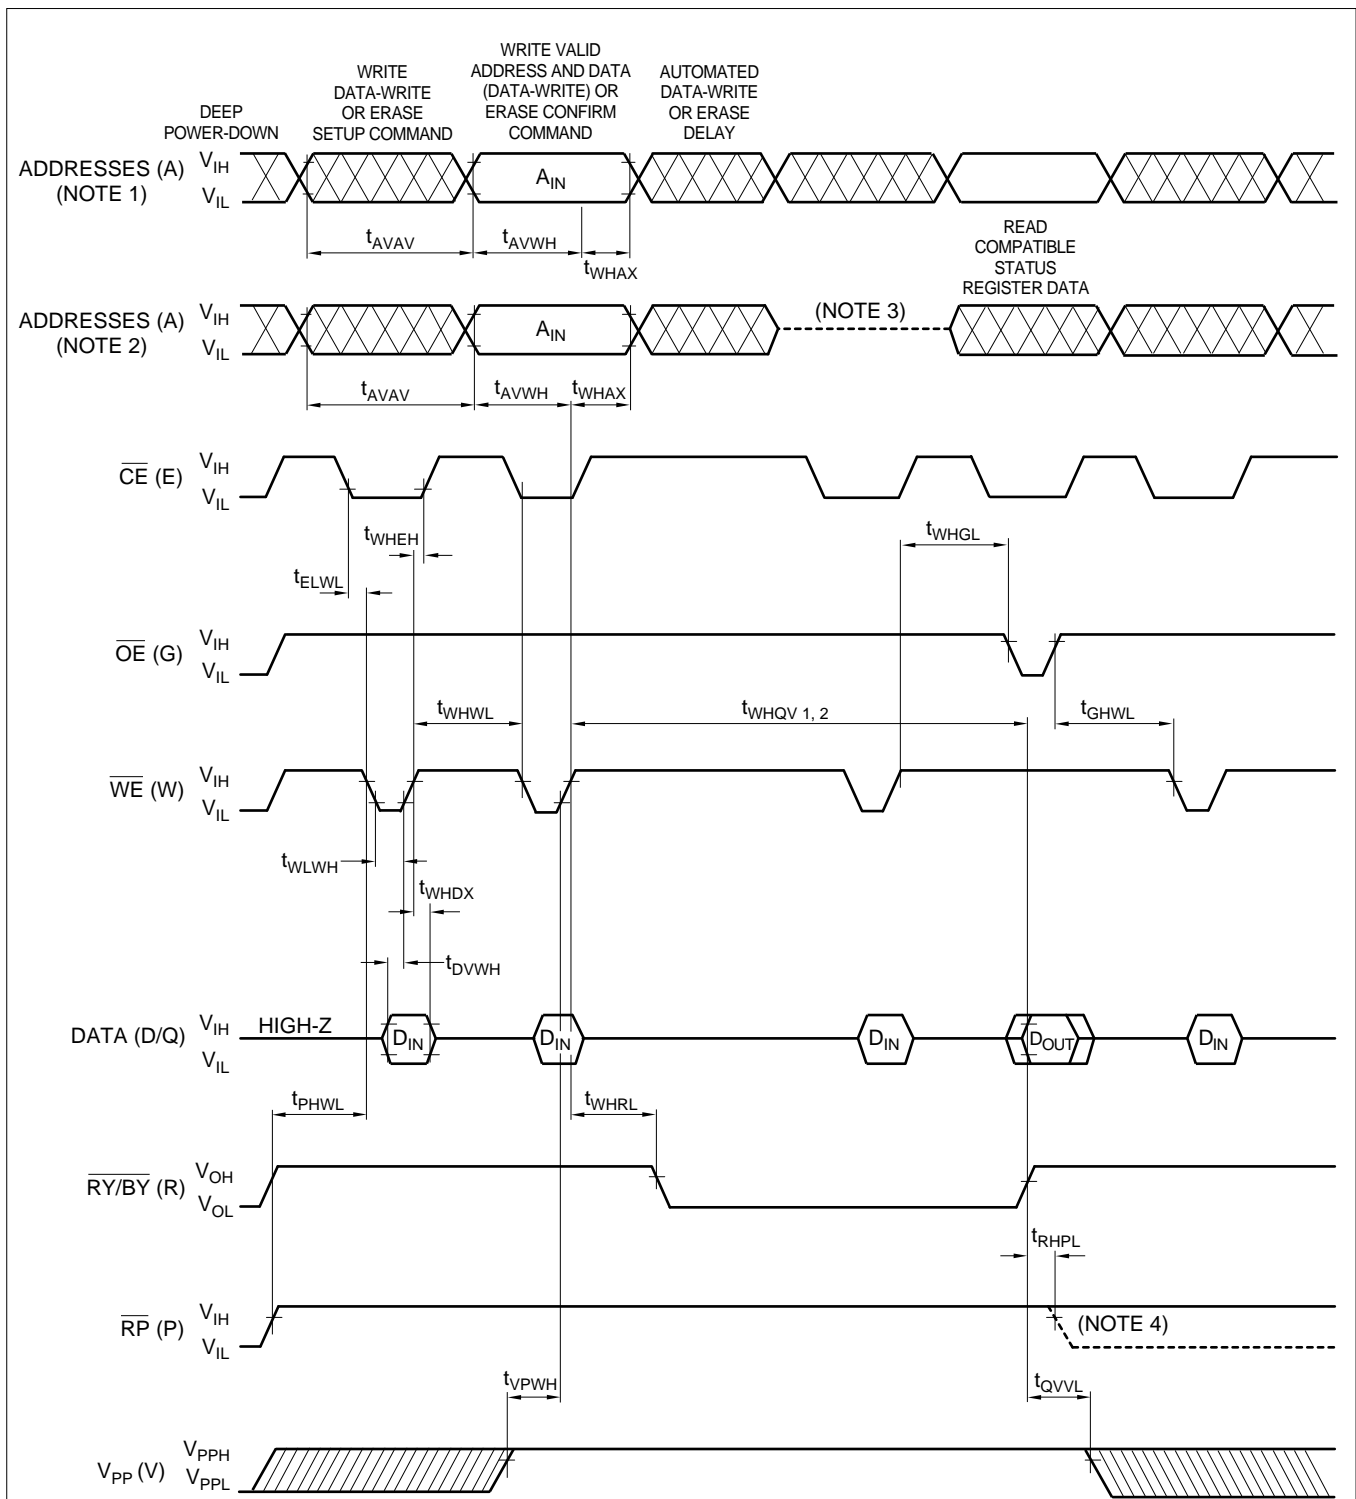 DEEP
POWER-DOWN
WRITE
DATA-WRITE
OR ERASE
SETUP COMMAND
WRITE VALID
ADDRESS AND DATA
(DATA-WRITE) OR
ERASE CONFIRM
COMMAND
AUTOMATED
DATA-WRITE
OR ERASE
DELAY
ADDRESSES (A)
(NOTE 1)
VIH
VIL
AIN
tAVAV
tAVWH
tWHAX
READ
COMPATIBLE
STATUS
REGISTER DATA
ADDRESSES (A)
(NOTE 2)
VIH
VIL
AIN
(NOTE 3)
tAVAV
tAVWH
tWHAX
CE (E)
VIH
VIL
tWHEH
tWHGL
tELWL
OE (G)
VIH
VIL
tWHWL
tWHQV 1, 2
tGHWL
WE (W)
VIH
VIL
tWLWH
tWHDX
tDVWH
DATA (D/Q)
VIH
VIL
HIGH-Z
DIN
DIN
DIN
DOUT
DIN
tPHWL
tWHRL
RY/BY (R)
VOH
VOL
tRHPL
RP (P)
VIH
VIL
(NOTE 4)
tVPWH
tQVVL
VPP (V)
VPPH
VPPL